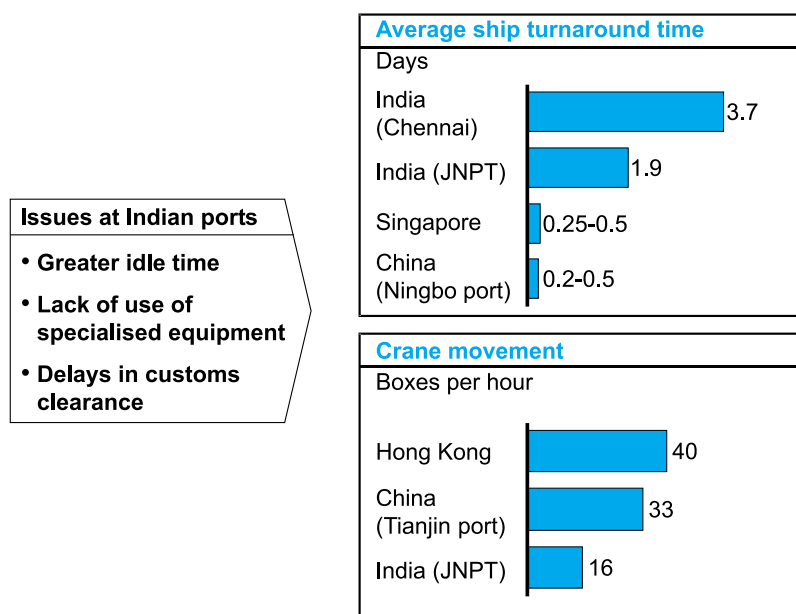 Issues at Indian ports
• Greater idle time
• Lack of use of
specialised equipment
• Delays in customs
clearance
Average ship turnaround time
Days
India
(Chennai)
3.7
India (JNPT)
1.9
Singapore
0.25-0.5
China
(Ningbo port)
0.2-0.5
Crane movement
Boxes per hour
Hong Kong
40
China
(Tianjin port)
33
India (JNPT)
16